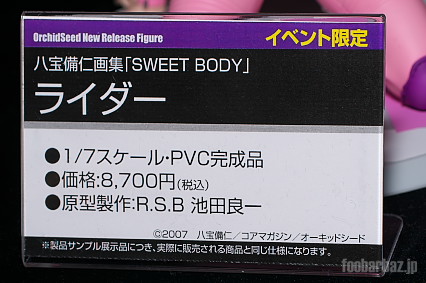 OrchidSeed New Release Figure
イベント限定
八宝備仁画集「SWEET BODY」
ライダー
●1/7スケール・PVC完成品
●価格:8,700円(税込)
●原型製作:R.S.B 池田良一
©2007 八宝備仁／コアマガジン／オーキッドシード
※製品サンプル展示品につき、実際に販売される商品と同じ仕様になります。
foobarbaz.jp